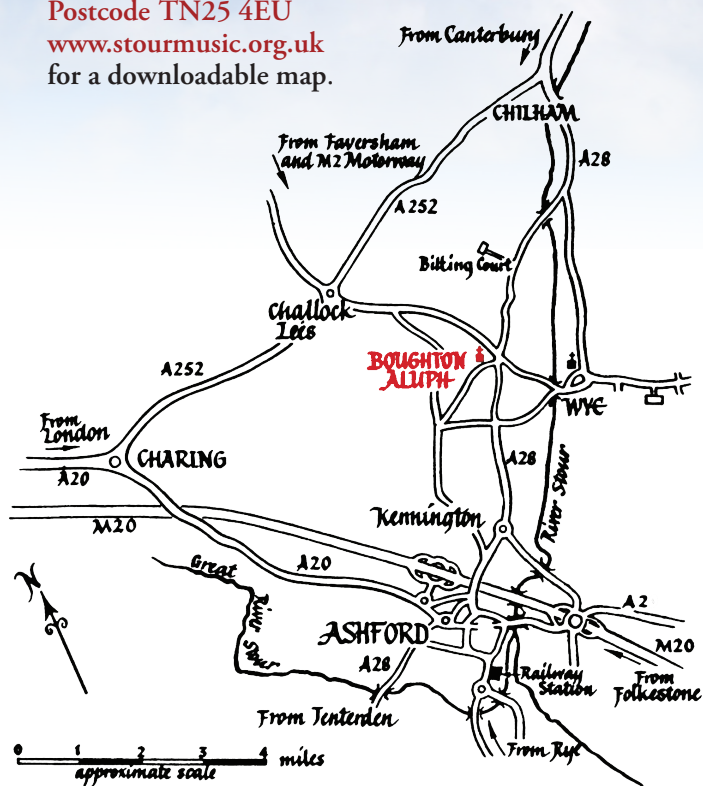 Postcode TN25 4EU
www.stourmusic.org.uk
for a downloadable map.
From Canterbury
CHILHAM
From Faversham
and M2 Motorway
A28
A252
Bilting Court
Challock
Leis
BOUGHTON
ALUPH
A252
WYE
From
London
CHARING
A20
A28
River Stour
M20
Kennington
Great
A20
River Stour
N
A2
ASHFORD
M20
A28
Railway
Station
From
Folkestone
From Tenterden
From Rye
0 1 2 3 4 miles
approximate scale